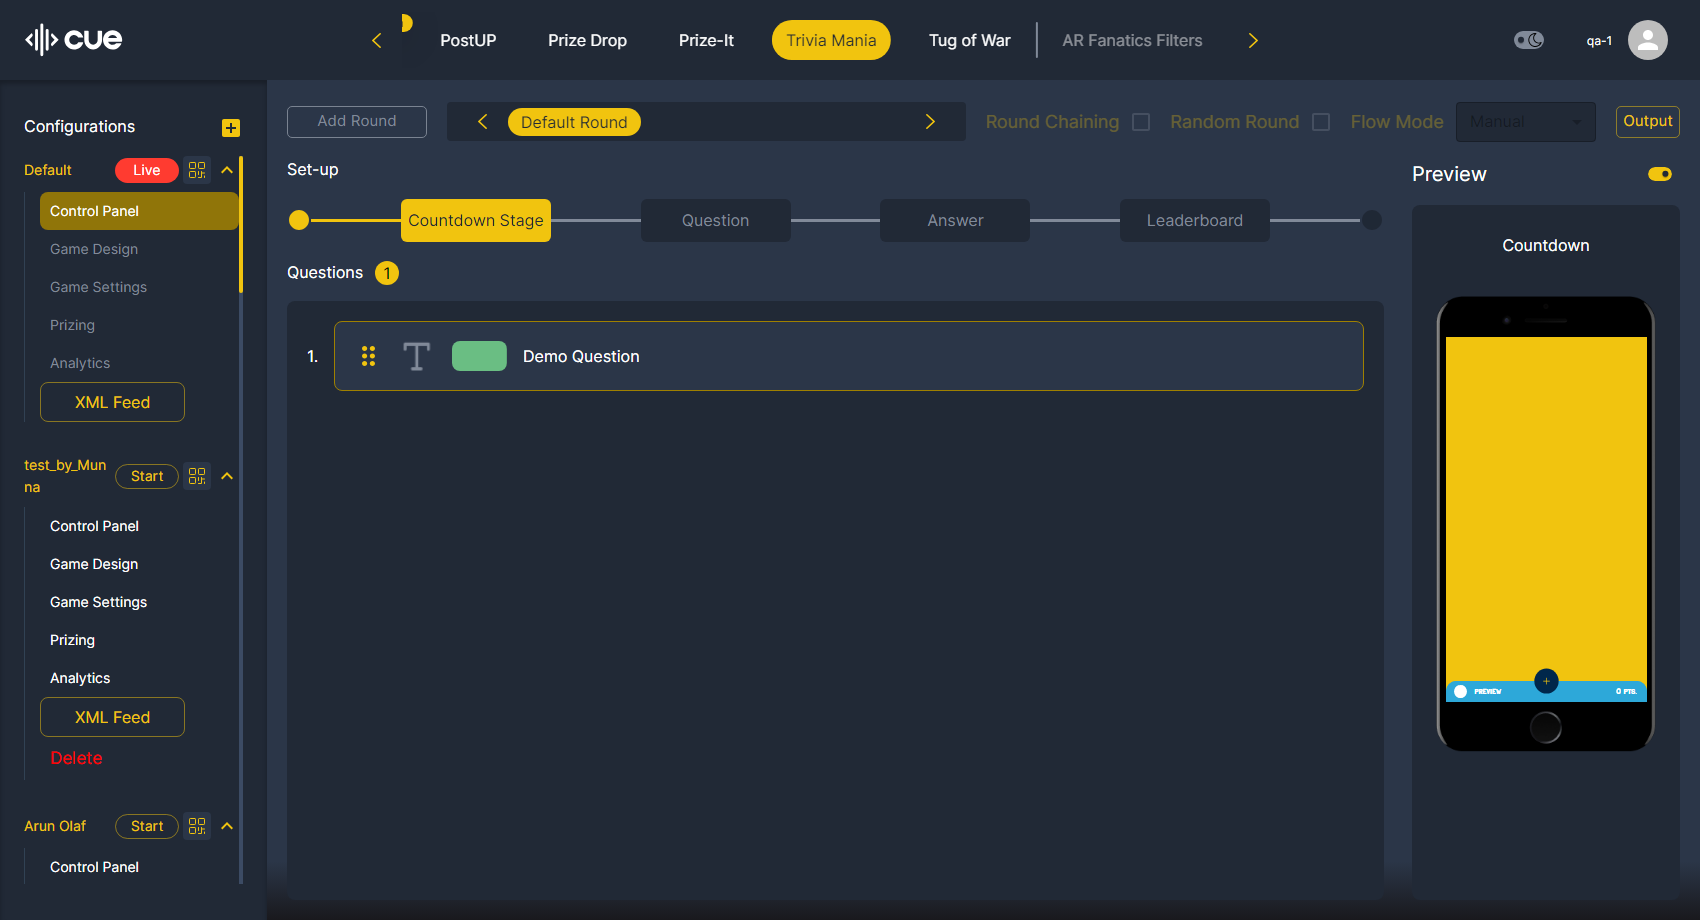 cue
PostUP
Prize Drop
Prize-It
Trivia Mania
Tug of War
AR Fanatics Filters
qa-1
Configurations
Default
Live
Control Panel
Game Design
Game Settings
Prizing
Analytics
XML Feed
test_by_Mun
na
Start
Control Panel
Game Design
Game Settings
Prizing
Analytics
XML Feed
Delete
Arun Olaf
Start
Control Panel
Add Round
Default Round
Round Chaining
Random Round
Flow Mode
Manual
Output
Set-up
Countdown Stage
Question
Answer
Leaderboard
Questions
1
1.
T
Demo Question
Preview
Countdown
PREVIEW
0 PTS.